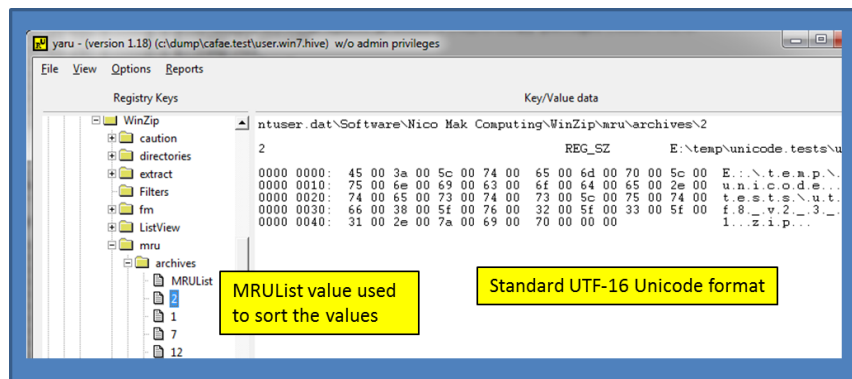 yaru - (version 1.18) (c:\dump\cafae.test\user.win7.hive) w/o admin privileges
File View Options Reports
Registry Keys
Key/Value data
WinZip
caution
directories
extract
Filters
fm
ListView
mru
archives
MRUList
2
1
7
12
ntuser.dat\Software\Nico Mak Computing\WinZip\mru\archives\2
2 REG_SZ E:\temp\unicode.tests\u
0000 0000: 45 00 3a 00 5c 00 74 00 65 00 6d 00 70 00 5c 00 E.:.\.t.e.m.p.\.
0000 0010: 75 00 6e 00 69 00 63 00 6f 00 64 00 65 00 2e 00 u.n.i.c.o.d.e...
0000 0020: 74 00 65 00 73 00 74 00 73 00 5c 00 75 00 74 00 t.e.s.t.s.\.u.t.
0000 0030: 66 00 38 00 5f 00 76 00 32 00 5f 00 33 00 5f 00 f.8._.v.2._.3._.
0000 0040: 31 00 2e 00 7a 00 69 00 70 00 00 00 1...z.i.p...
MRUList value used
to sort the values
Standard UTF-16 Unicode format